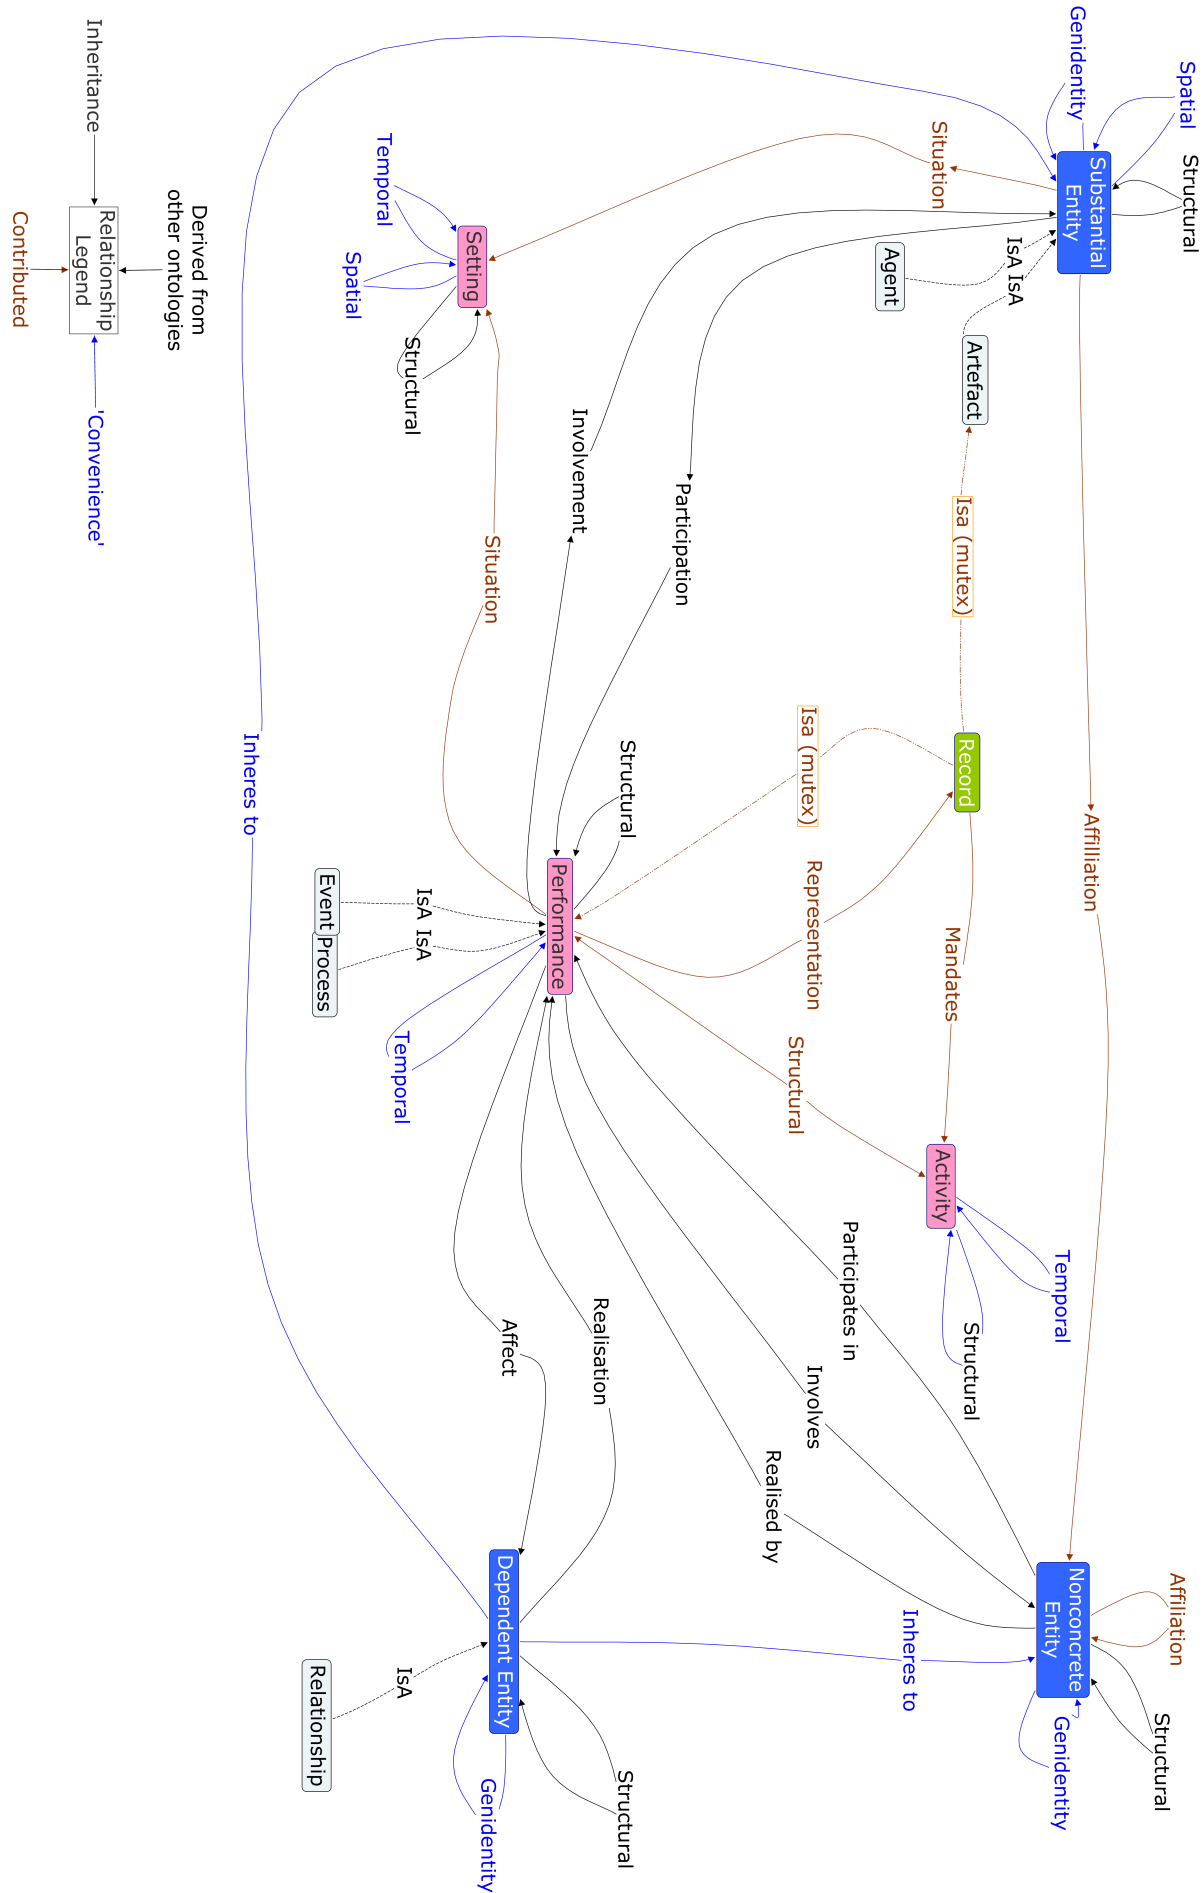 Spatial
Genidentity
Structural
Substantial
Entity
Situation
IsA
IsA
Agent
Artefact
Temporal
Spatial
Setting
Structural
Inheritance
Derived from
other ontologies
Relationship
Legend
Contributed
'Convenience'
Involvement
Participation
Situation
Isa (mutex)
Isa (mutex)
Record
Affilliation
Inheres to
Structural
Representation
Mandates
Performance
IsA
IsA
Event
Process
Temporal
Structural
Activity
Temporal
Structural
Participates in
Involves
Realised by
Realisation
Affect
Affiliation
Nonconcrete
Entity
Structural
Genidentity
Inheres to
Dependent Entity
IsA
Relationship
Structural
Genidentity